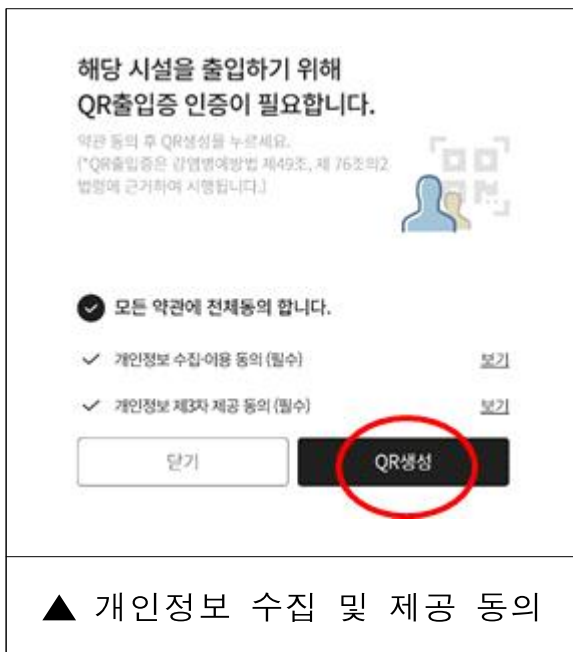 해당 시설을 출입하기 위해
QR출입증 인증이 필요합니다.
약관 동의 후 QR생성을 누르세요.
(*QR출입증은 감염병예방법 제49조, 제 76조의2
법령에 근거하여 시행됩니다.)
모든 약관에 전체동의 합니다.
개인정보 수집·이용 동의 (필수) 보기
개인정보 제3자 제공 동의 (필수) 보기
닫기 QR생성
▲ 개인정보 수집 및 제공 동의